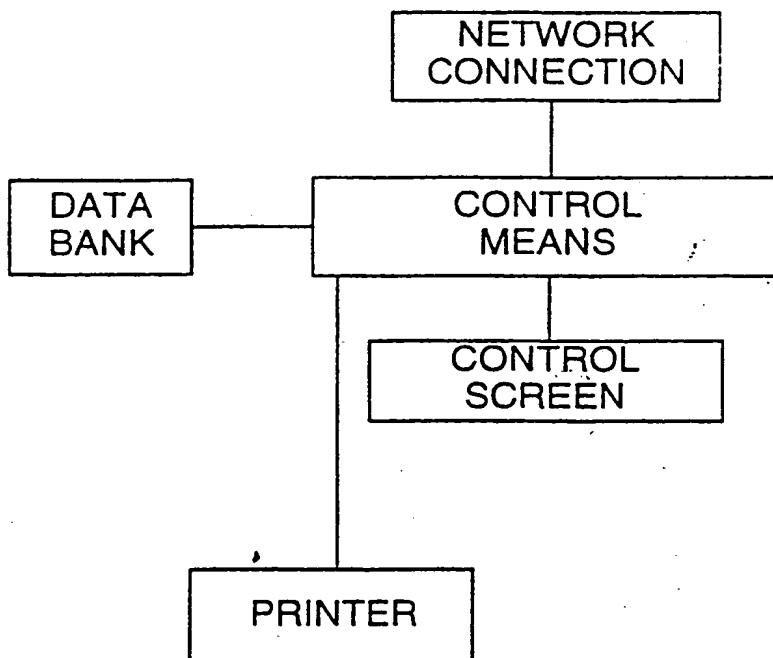 NETWORK
CONNECTION
DATA
BANK
CONTROL
MEANS
CONTROL
SCREEN
PRINTER